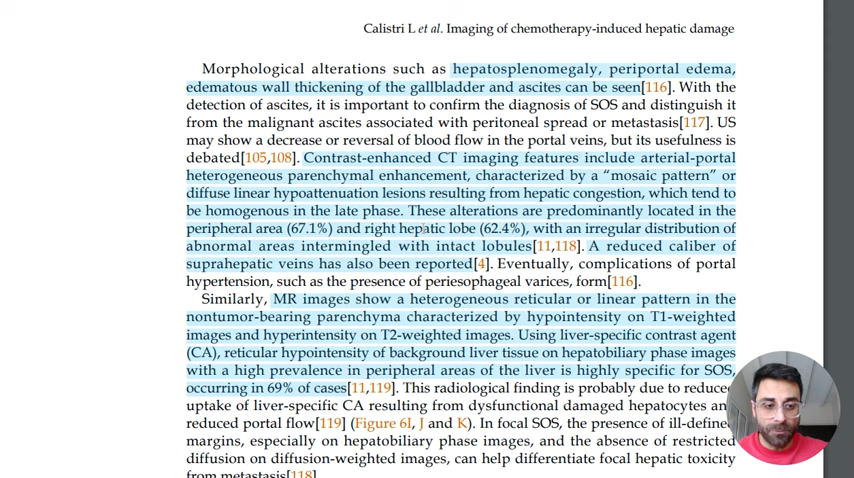 Calistri L et al. Imaging of chemotherapy-induced hepatic damage
Morphological alterations such as hepatosplenomegaly, periportal edema,
edematous wall thickening of the gallbladder and ascites can be seen[116]. With the
detection of ascites, it is important to confirm the diagnosis of SOS and distinguish it
from the malignant ascites associated with peritoneal spread or metastasis[117]. US
may show a decrease or reversal of blood flow in the portal veins, but its usefulness is
debated[105,108]. Contrast-enhanced CT imaging features include arterial-portal
heterogeneous parenchymal enhancement, characterized by a “mosaic pattern” or
diffuse linear hypoattenuation lesions resulting from hepatic congestion, which tend to
be homogenous in the late phase. These alterations are predominantly located in the
peripheral area (67.1%) and right hepatic lobe (62.4%), with an irregular distribution of
abnormal areas intermingled with intact lobules[11,118]. A reduced caliber of
suprahepatic veins has also been reported[4]. Eventually, complications of portal
hypertension, such as the presence of periesophageal varices, form[116].
Similarly, MR images show a heterogeneous reticular or linear pattern in the
nontumor-bearing parenchyma characterized by hypointensity on T1-weighted
images and hyperintensity on T2-weighted images. Using liver-specific contrast agent
(CA), reticular hypointensity of background liver tissue on hepatobiliary phase images
with a high prevalence in peripheral areas of the liver is highly specific for SOS,
occurring in 69% of cases[11,119]. This radiological finding is probably due to reduced
uptake of liver-specific CA resulting from dysfunctional damaged hepatocytes an
reduced portal flow[119] (Figure 6I, J and K). In focal SOS, the presence of ill-defined
margins, especially on hepatobiliary phase images, and the absence of restricted
diffusion on diffusion-weighted images, can help differentiate focal hepatic toxicity
from metastasis[118].